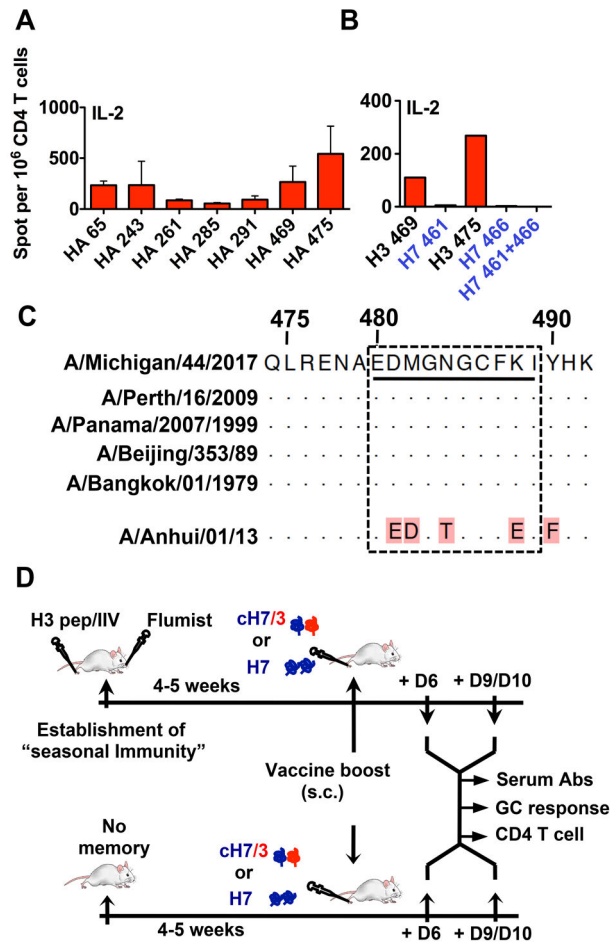 A
IL-2
1000
500
0
Spot per 10^6 CD4 T cells
HA 65
HA 243
HA 261
HA 285
HA 291
HA 469
HA 475
B
IL-2
400
200
0
H3 469
H7 461
H3 475
H7 466
H7 461+466
C
475 480 490
A/Michigan/44/2017 QLRENAEDMGNGCFKIYHK
A/Perth/16/2009 . . . . . . . . . . . . . . . . . . .
A/Panama/2007/1999 . . . . . . . . . . . . . . . . . . .
A/Beijing/353/89 . . . . . . . . . . . . . . . . . . .
A/Bangkok/01/1979 . . . . . . . . . . . . . . . . . . .
A/Anhui/01/13 . . . . . . . E D . T . . . E . F . .
D
H3 pep/IIV Flumist
cH7/3
or
H7
4-5 weeks
+ D6 + D9/D10
Establishment of
“seasonal Immunity”
Vaccine boost
(s.c.)
Serum Abs
GC response
CD4 T cell
No
memory
cH7/3
or
H7
4-5 weeks
+ D6 + D9/D10